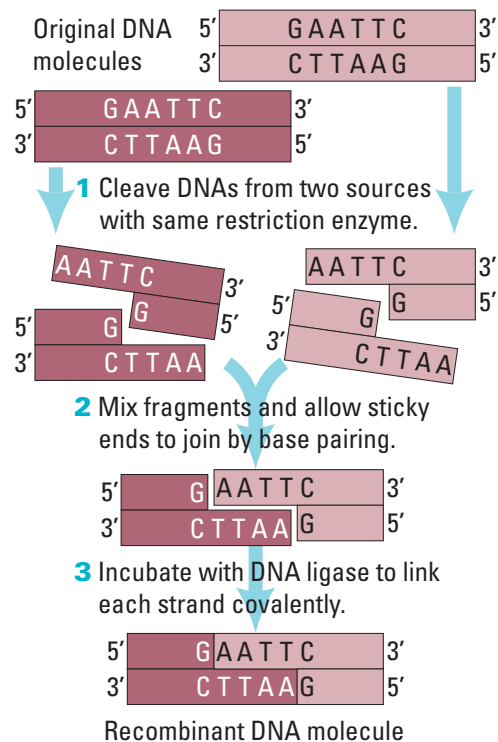 Original DNA
molecules
5′ GAATTC 3′
3′ CTTAAG 5′
5′ GAATTC 3′
3′ CTTAAG 5′
1 Cleave DNAs from two sources
with same restriction enzyme.
AATTC 3′
G 5′
5′ G
3′ CTTAA
AATTC 3′
G 5′
5′ G
3′ CTTAA
2 Mix fragments and allow sticky
ends to join by base pairing.
5′ G AATTC 3′
3′ CTTAA G 5′
3 Incubate with DNA ligase to link
each strand covalently.
5′ GAATTC 3′
3′ CTTAAG 5′
Recombinant DNA molecule